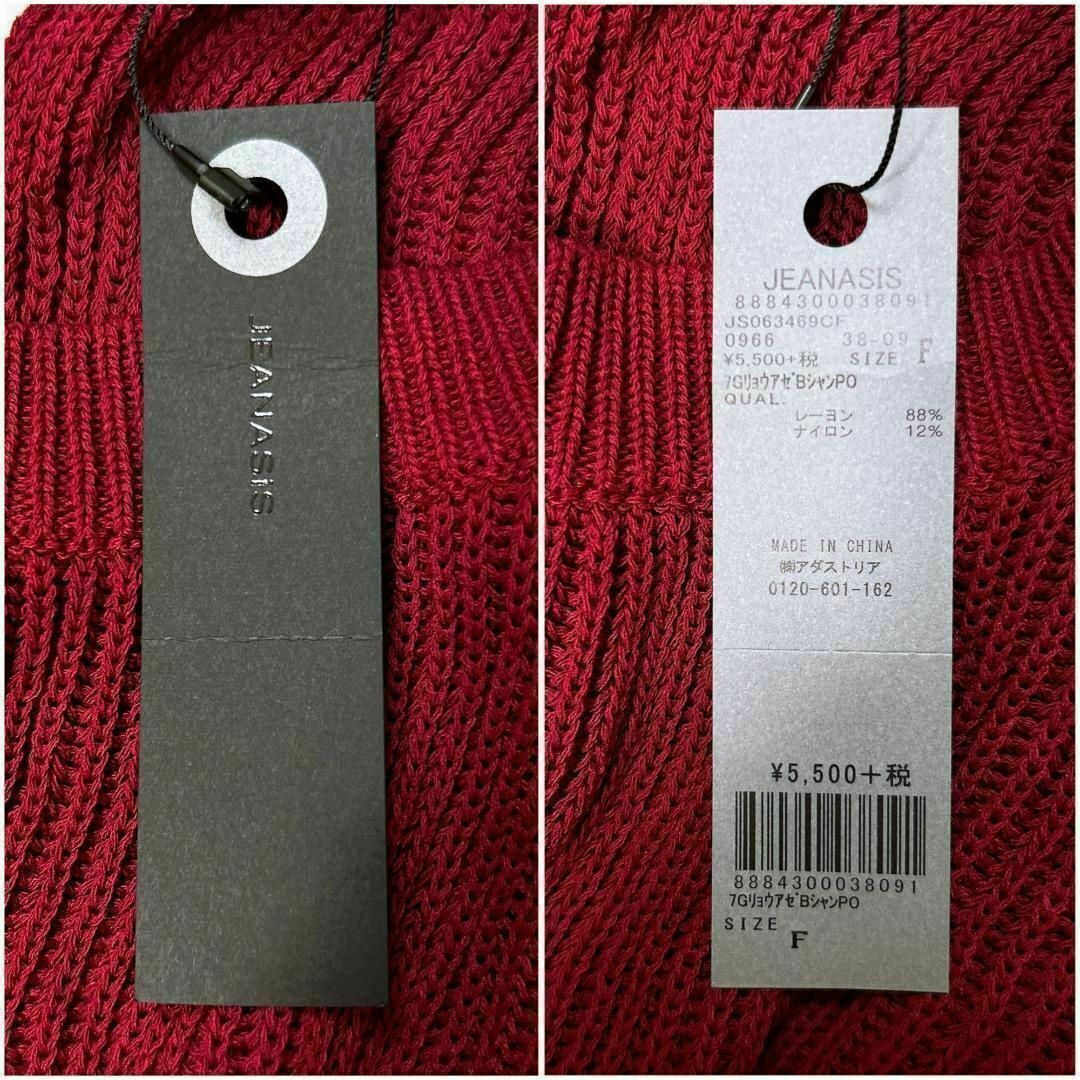 JEANASIS
JEANASIS
8884300038091
JS063469CF
0966 38-09
¥5,500+税 SIZE F
7GリョウアゼBシャンPO
QUAL.
レーヨン 88%
ナイロン 12%
MADE IN CHINA
㈱アダストリア
0120-601-162
¥5,500+税
8884300038091
7GリョウアゼBシャンPO
SIZE F